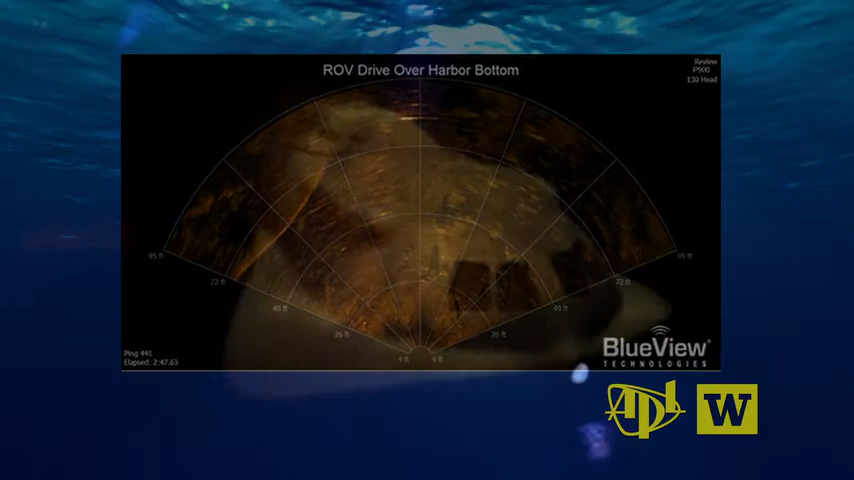 ROV Drive Over Harbor Bottom
Review
P900
130 Head
95 ft
95 ft
72 ft
72 ft
49 ft
49 ft
26 ft
26 ft
4 ft
4 ft
Ping 445
Elapsed: 2:47.65
BlueView
TECHNOLOGIES
apl
W